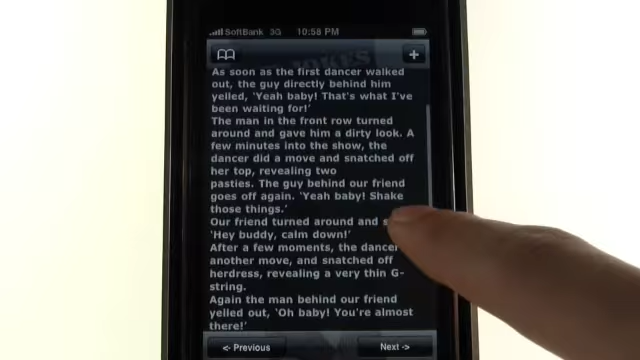 SoftBank 3G 10:58 PM
JOKES
As soon as the first dancer walked
out, the guy directly behind him
yelled, 'Yeah baby! That's what I've
been waiting for!'
The man in the front row turned
around and gave him a dirty look. A
few minutes into the show, the
dancer did a move and snatched off
her top, revealing two
pasties. The guy behind our friend
goes off again. 'Yeah baby! Shake
those things.'
Our friend turned around and
'Hey buddy, calm down!'
After a few moments, the dancer
another move, and snatched off
herdress, revealing a very thin G-
string.
Again the man behind our friend
yelled out, 'Oh baby! You're almost
there!'
<- Previous
Next ->